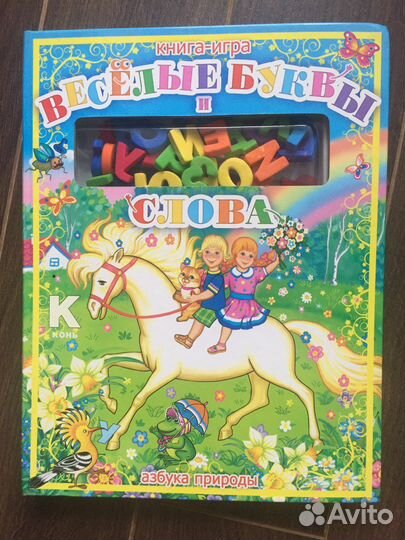 КНИГА-ИГРА
ВЕСЁЛЫЕ БУКВЫ
И
СЛОВА
К
КОНЬ
азбука природы
Avito